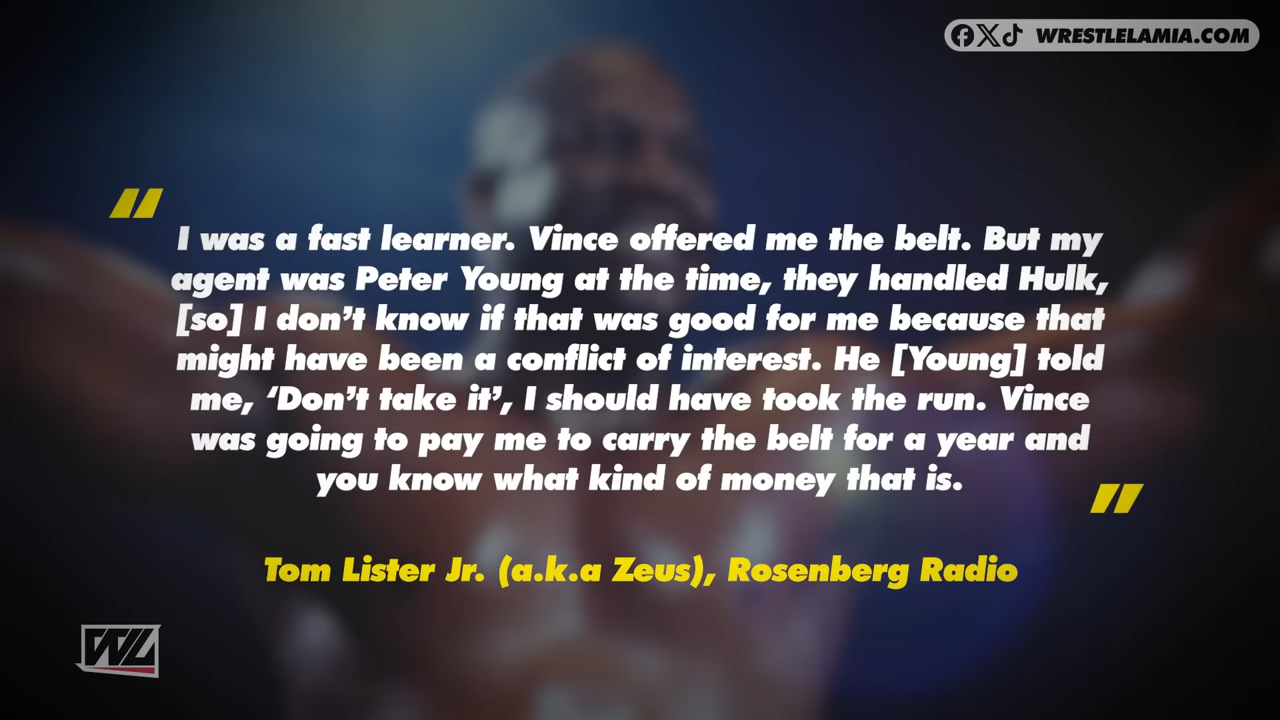 WRESTLELAMIA.COM
"
I was a fast learner. Vince offered me the belt. But my
agent was Peter Young at the time, they handled Hulk,
[so] I don’t know if that was good for me because that
might have been a conflict of interest. He [Young] told
me, ‘Don’t take it’, I should have took the run. Vince
was going to pay me to carry the belt for a year and
you know what kind of money that is.
"
Tom Lister Jr. (a.k.a Zeus), Rosenberg Radio
WL